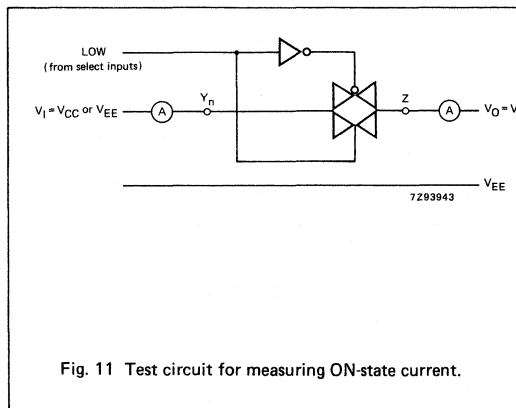 LOW
(from select inputs)
V_I = V_CC or V_EE
A
Y_n
Z
A
V_O = V
V_EE
7Z93943
Fig. 11 Test circuit for measuring ON-state current.